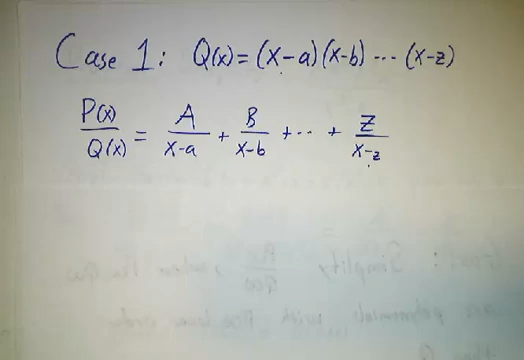 Case 1: Q(x) = (x-a)(x-b) ... (x-z)
P(x)/Q(x) = A/(x-a) + B/(x-b) + ... + Z/(x-z)